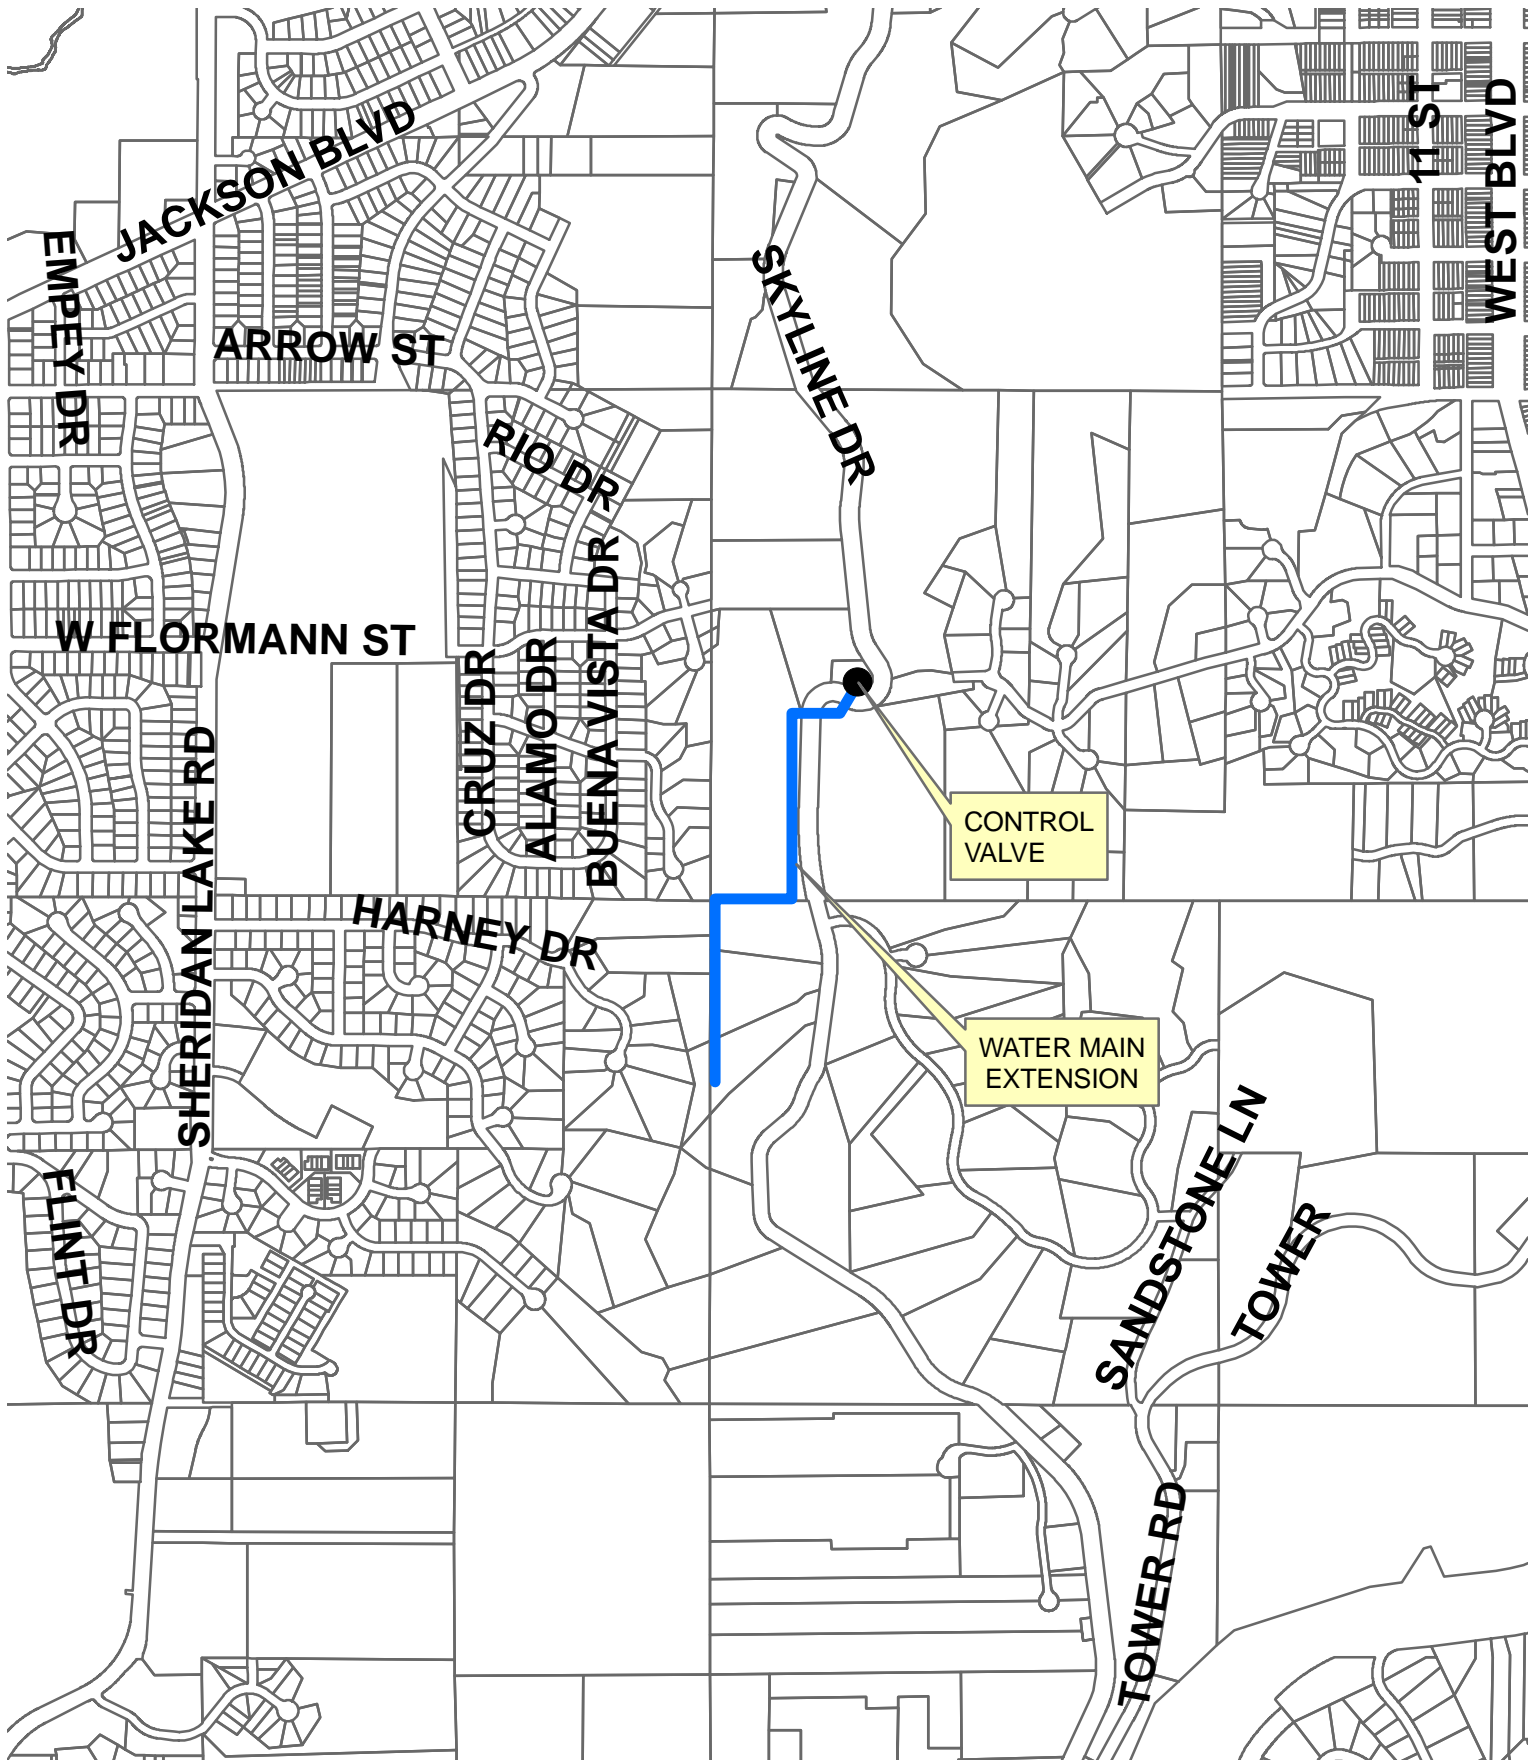 11 ST
WEST BLVD
JACKSON BLVD
EMPEY DR
SKYLINE DR
ARROW ST
RIO DR
W FLORMANN ST
CRUZ DR
ALAMO DR
BUENA VISTA DR
SHERIDAN LAKE RD
CONTROL
VALVE
HARNEY DR
WATER MAIN
EXTENSION
SANDSTONE LN
FLINT DR
TOWER
TOWER RD